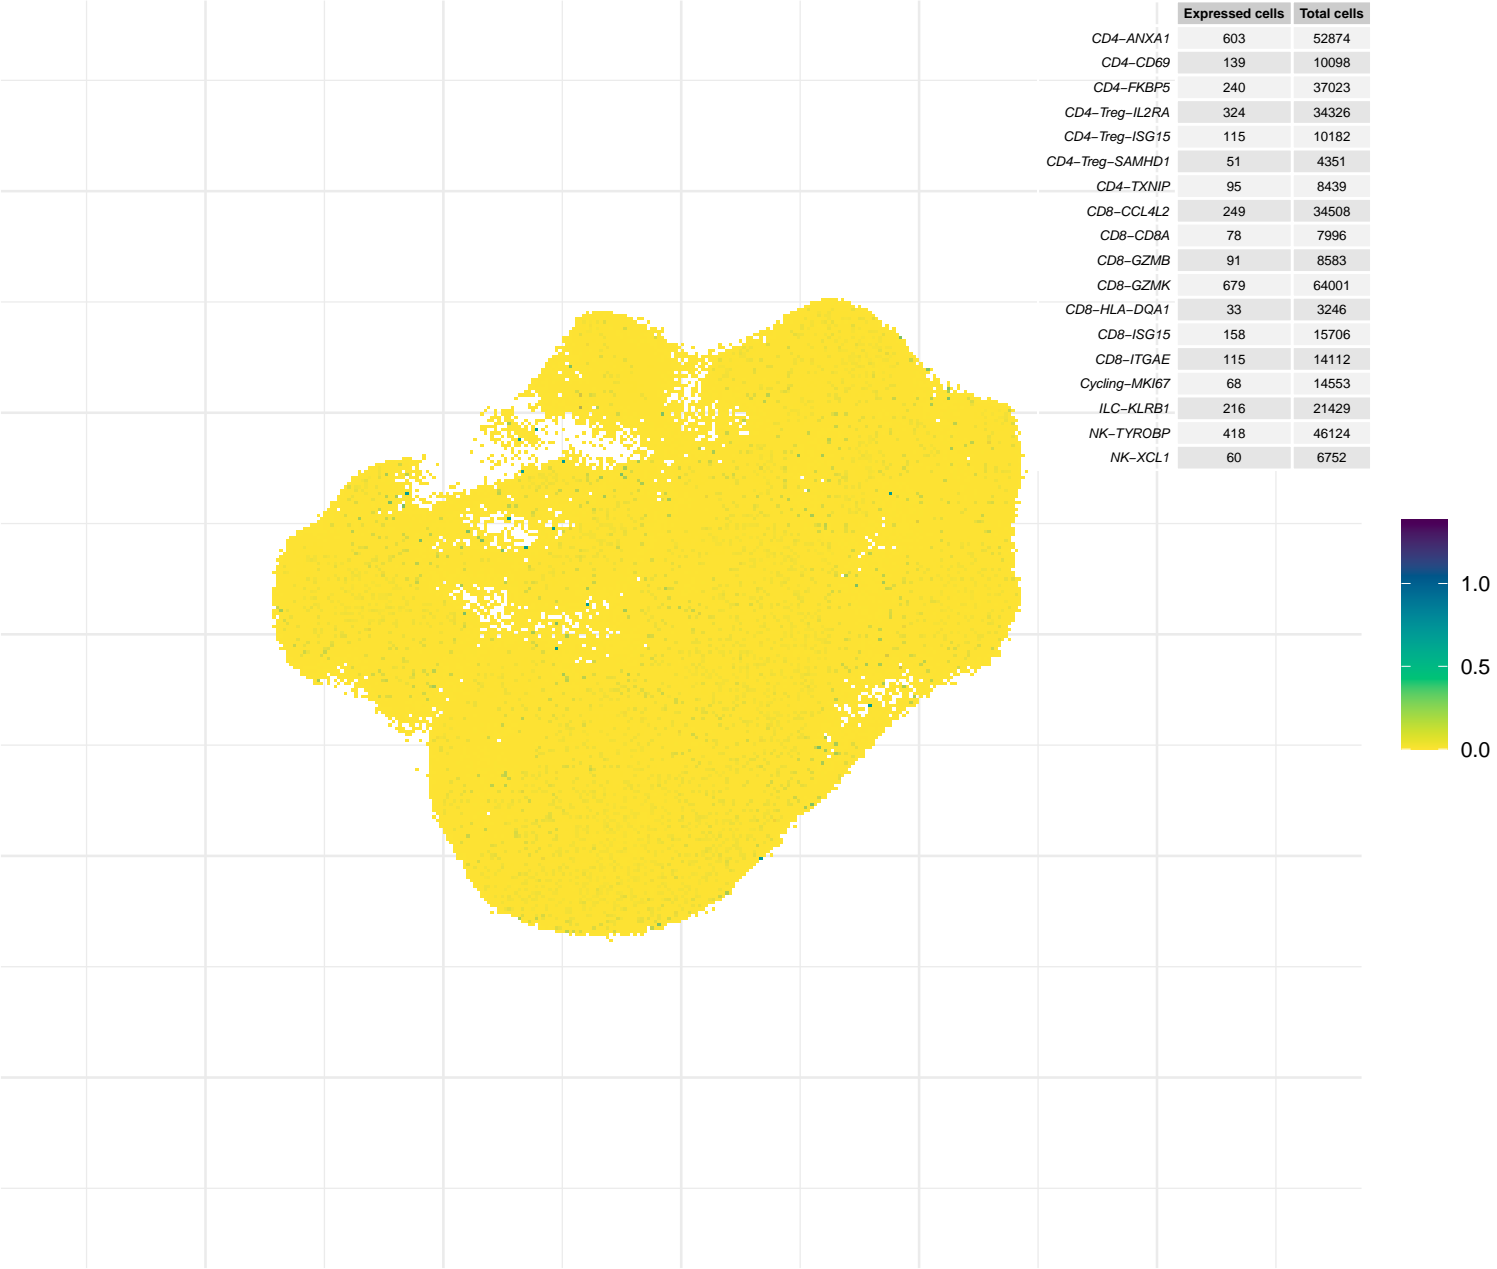 Expressed cells Total cells
CD4−ANXA1 603 52874
CD4−CD69 139 10098
CD4−FKBP5 240 37023
CD4−Treg−IL2RA 324 34326
CD4−Treg−ISG15 115 10182
CD4−Treg−SAMHD1 51 4351
CD4−TXNIP 95 8439
CD8−CCL4L2 249 34508
CD8−CD8A 78 7996
CD8−GZMB 91 8583
CD8−GZMK 679 64001
CD8−HLA−DQA1 33 3246
CD8−ISG15 158 15706
CD8−ITGAE 115 14112
Cycling−MKI67 68 14553
ILC−KLRB1 216 21429
NK−TYROBP 418 46124
NK−XCL1 60 6752
1.0
0.5
0.0